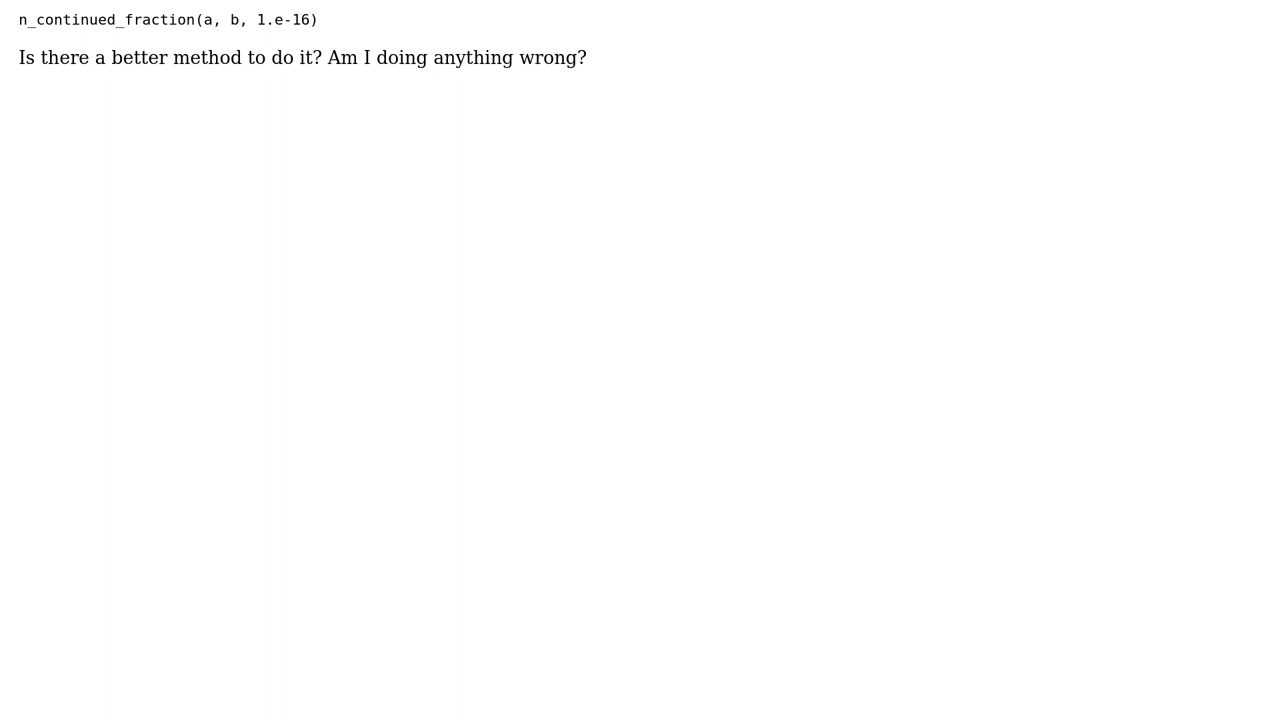 n_continued_fraction(a, b, 1.e-16)
Is there a better method to do it? Am I doing anything wrong?